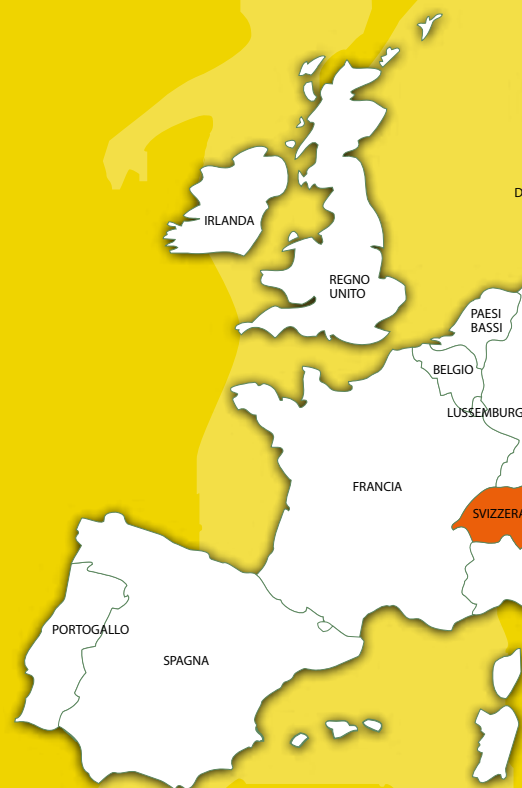 D
IRLANDA
REGNO
UNITO
PAESI
BASSI
BELGIO
LUSSEMBURG
FRANCIA
SVIZZERA
PORTOGALLO
SPAGNA